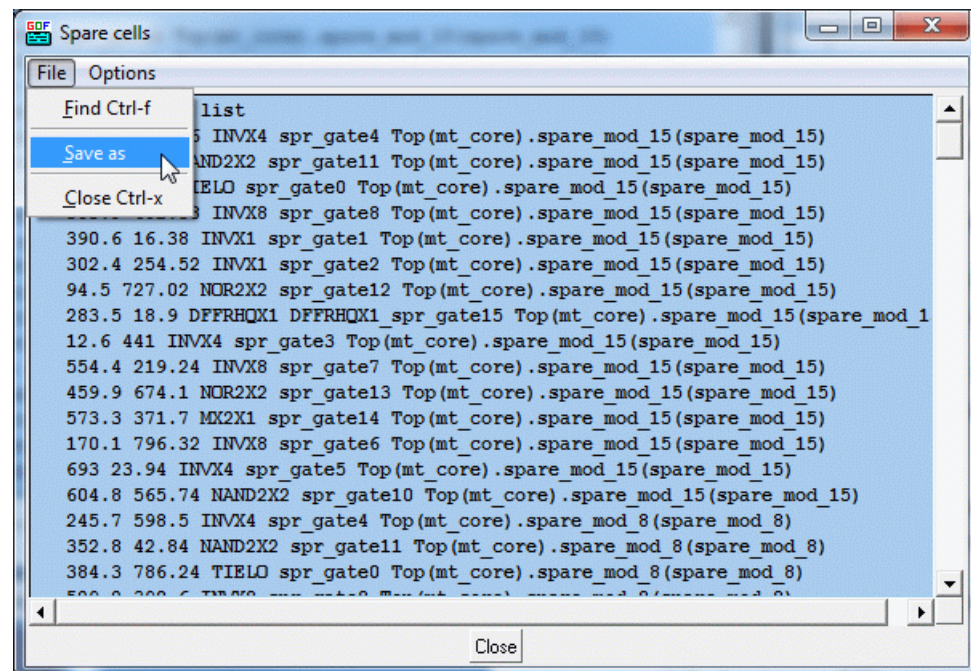 GOF
Spare cells
File Options
Find Ctrl-f
Save as
Close Ctrl-x
list
INVX4 spr_gate4 Top(mt_core).spare_mod_15(spare_mod_15)
spr_gate11 Top(mt_core).spare_mod_15(spare_mod_15)
spr_gate0 Top(mt_core).spare_mod_15(spare_mod_15)
INVX8 spr_gate8 Top(mt_core).spare_mod_15(spare_mod_15)
390.6 16.38 INVX1 spr_gate1 Top(mt_core).spare_mod_15(spare_mod_15)
302.4 254.52 INVX1 spr_gate2 Top(mt_core).spare_mod_15(spare_mod_15)
94.5 727.02 NOR2X2 spr_gate12 Top(mt_core).spare_mod_15(spare_mod_15)
283.5 18.9 DFFRHQX1 DFFRHQX1_spr_gate15 Top(mt_core).spare_mod_15(spare_mod_1
12.6 441 INVX4 spr_gate3 Top(mt_core).spare_mod_15(spare_mod_15)
554.4 219.24 INVX8 spr_gate7 Top(mt_core).spare_mod_15(spare_mod_15)
459.9 674.1 NOR2X2 spr_gate13 Top(mt_core).spare_mod_15(spare_mod_15)
573.3 371.7 MX2X1 spr_gate14 Top(mt_core).spare_mod_15(spare_mod_15)
170.1 796.32 INVX8 spr_gate6 Top(mt_core).spare_mod_15(spare_mod_15)
693 23.94 INVX4 spr_gate5 Top(mt_core).spare_mod_15(spare_mod_15)
604.8 565.74 NAND2X2 spr_gate10 Top(mt_core).spare_mod_15(spare_mod_15)
245.7 598.5 INVX4 spr_gate4 Top(mt_core).spare_mod_8(spare_mod_8)
352.8 42.84 NAND2X2 spr_gate11 Top(mt_core).spare_mod_8(spare_mod_8)
384.3 786.24 TIELO spr_gate0 Top(mt_core).spare_mod_8(spare_mod_8)
Close